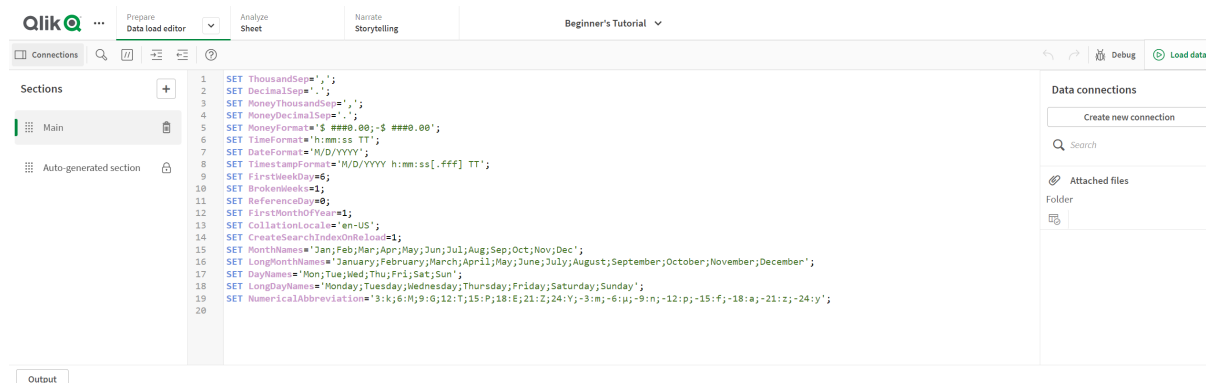 Qlik
Prepare
Data load editor
Analyze
Sheet
Narrate
Storytelling
Beginner's Tutorial
Connections
Debug
Load data
Sections
Main
Auto-generated section
1 SET ThousandSep=',';
2 SET DecimalSep='.';
3 SET MoneyThousandSep=',';
4 SET MoneyDecimalSep='.';
5 SET MoneyFormat='$ ###0.00;-$ ###0.00';
6 SET TimeFormat='h:mm:ss TT';
7 SET DateFormat='M/D/YYYY';
8 SET TimestampFormat='M/D/YYYY h:mm:ss[.fff] TT';
9 SET FirstWeekDay=6;
10 SET BrokenWeeks=1;
11 SET ReferenceDay=0;
12 SET FirstMonthOfYear=1;
13 SET CollationLocale='en-US';
14 SET CreateSearchIndexOnReload=1;
15 SET MonthNames='Jan;Feb;Mar;Apr;May;Jun;Jul;Aug;Sep;Oct;Nov;Dec';
16 SET LongMonthNames='January;February;March;April;May;June;July;August;September;October;November;December';
17 SET DayNames='Mon;Tue;Wed;Thu;Fri;Sat;Sun';
18 SET LongDayNames='Monday;Tuesday;Wednesday;Thursday;Friday;Saturday;Sunday';
19 SET NumericalAbbreviation='3:k;6:M;9:G;12:T;15:P;18:E;21:Z;24:Y;-3:m;-6:μ;-9:n;-12:p;-15:f;-18:a;-21:z;-24:y';
20
Data connections
Create new connection
Search
Attached files
Folder
Output